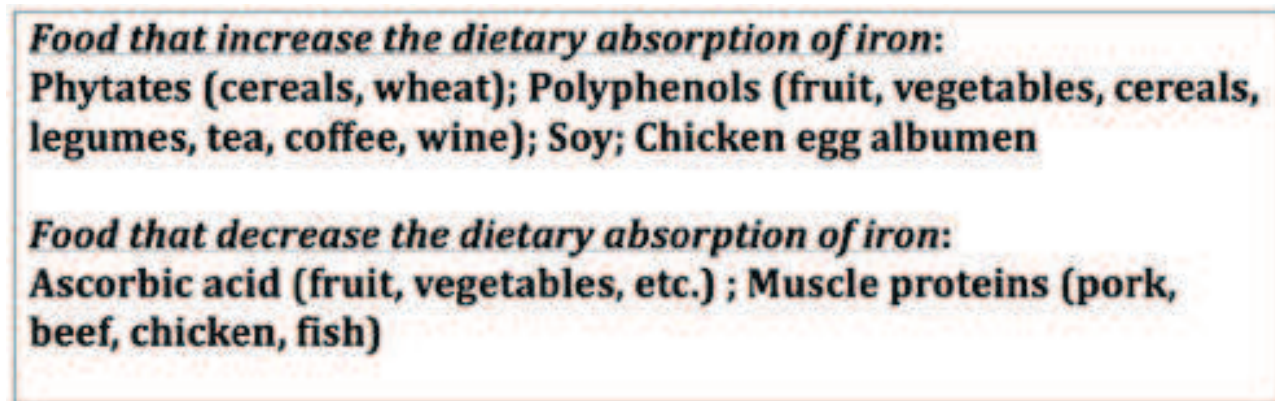 Food that increase the dietary absorption of iron:
Phytates (cereals, wheat); Polyphenols (fruit, vegetables, cereals,
legumes, tea, coffee, wine); Soy; Chicken egg albumen
Food that decrease the dietary absorption of iron:
Ascorbic acid (fruit, vegetables, etc.) ; Muscle proteins (pork,
beef, chicken, fish)